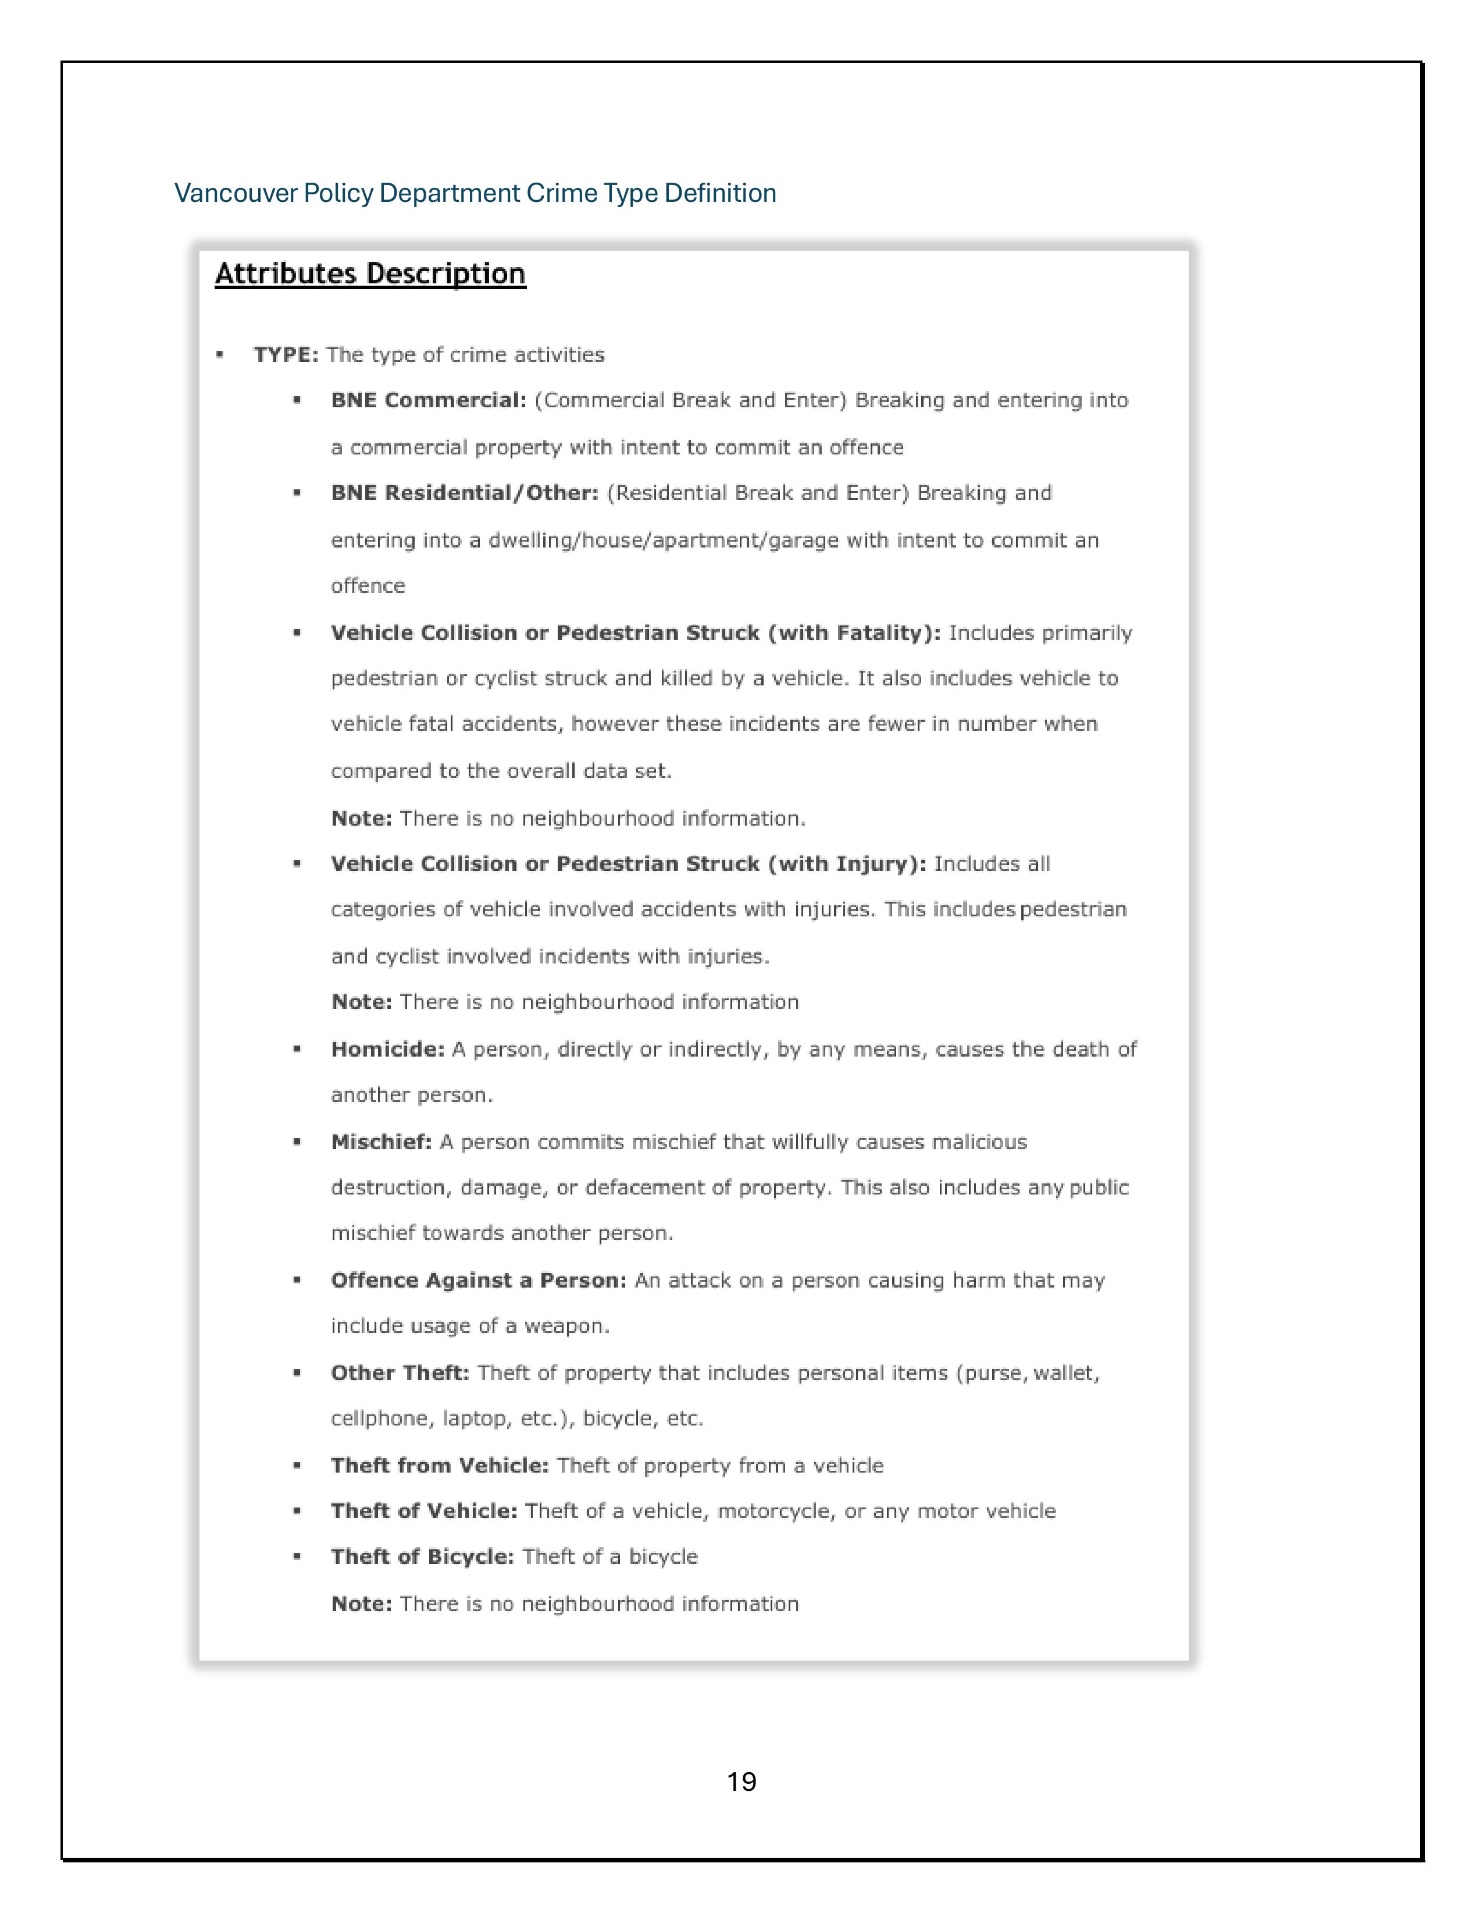 Vancouver Policy Department Crime Type Definition
Attributes Description
▪ TYPE: The type of crime activities
▪ BNE Commercial: (Commercial Break and Enter) Breaking and entering into
a commercial property with intent to commit an offence
▪ BNE Residential/Other: (Residential Break and Enter) Breaking and
entering into a dwelling/house/apartment/garage with intent to commit an
offence
▪ Vehicle Collision or Pedestrian Struck (with Fatality): Includes primarily
pedestrian or cyclist struck and killed by a vehicle. It also includes vehicle to
vehicle fatal accidents, however these incidents are fewer in number when
compared to the overall data set.
Note: There is no neighbourhood information.
▪ Vehicle Collision or Pedestrian Struck (with Injury): Includes all
categories of vehicle involved accidents with injuries. This includes pedestrian
and cyclist involved incidents with injuries.
Note: There is no neighbourhood information
▪ Homicide: A person, directly or indirectly, by any means, causes the death of
another person.
▪ Mischief: A person commits mischief that willfully causes malicious
destruction, damage, or defacement of property. This also includes any public
mischief towards another person.
▪ Offence Against a Person: An attack on a person causing harm that may
include usage of a weapon.
▪ Other Theft: Theft of property that includes personal items (purse, wallet,
cellphone, laptop, etc.), bicycle, etc.
▪ Theft from Vehicle: Theft of property from a vehicle
▪ Theft of Vehicle: Theft of a vehicle, motorcycle, or any motor vehicle
▪ Theft of Bicycle: Theft of a bicycle
Note: There is no neighbourhood information
19